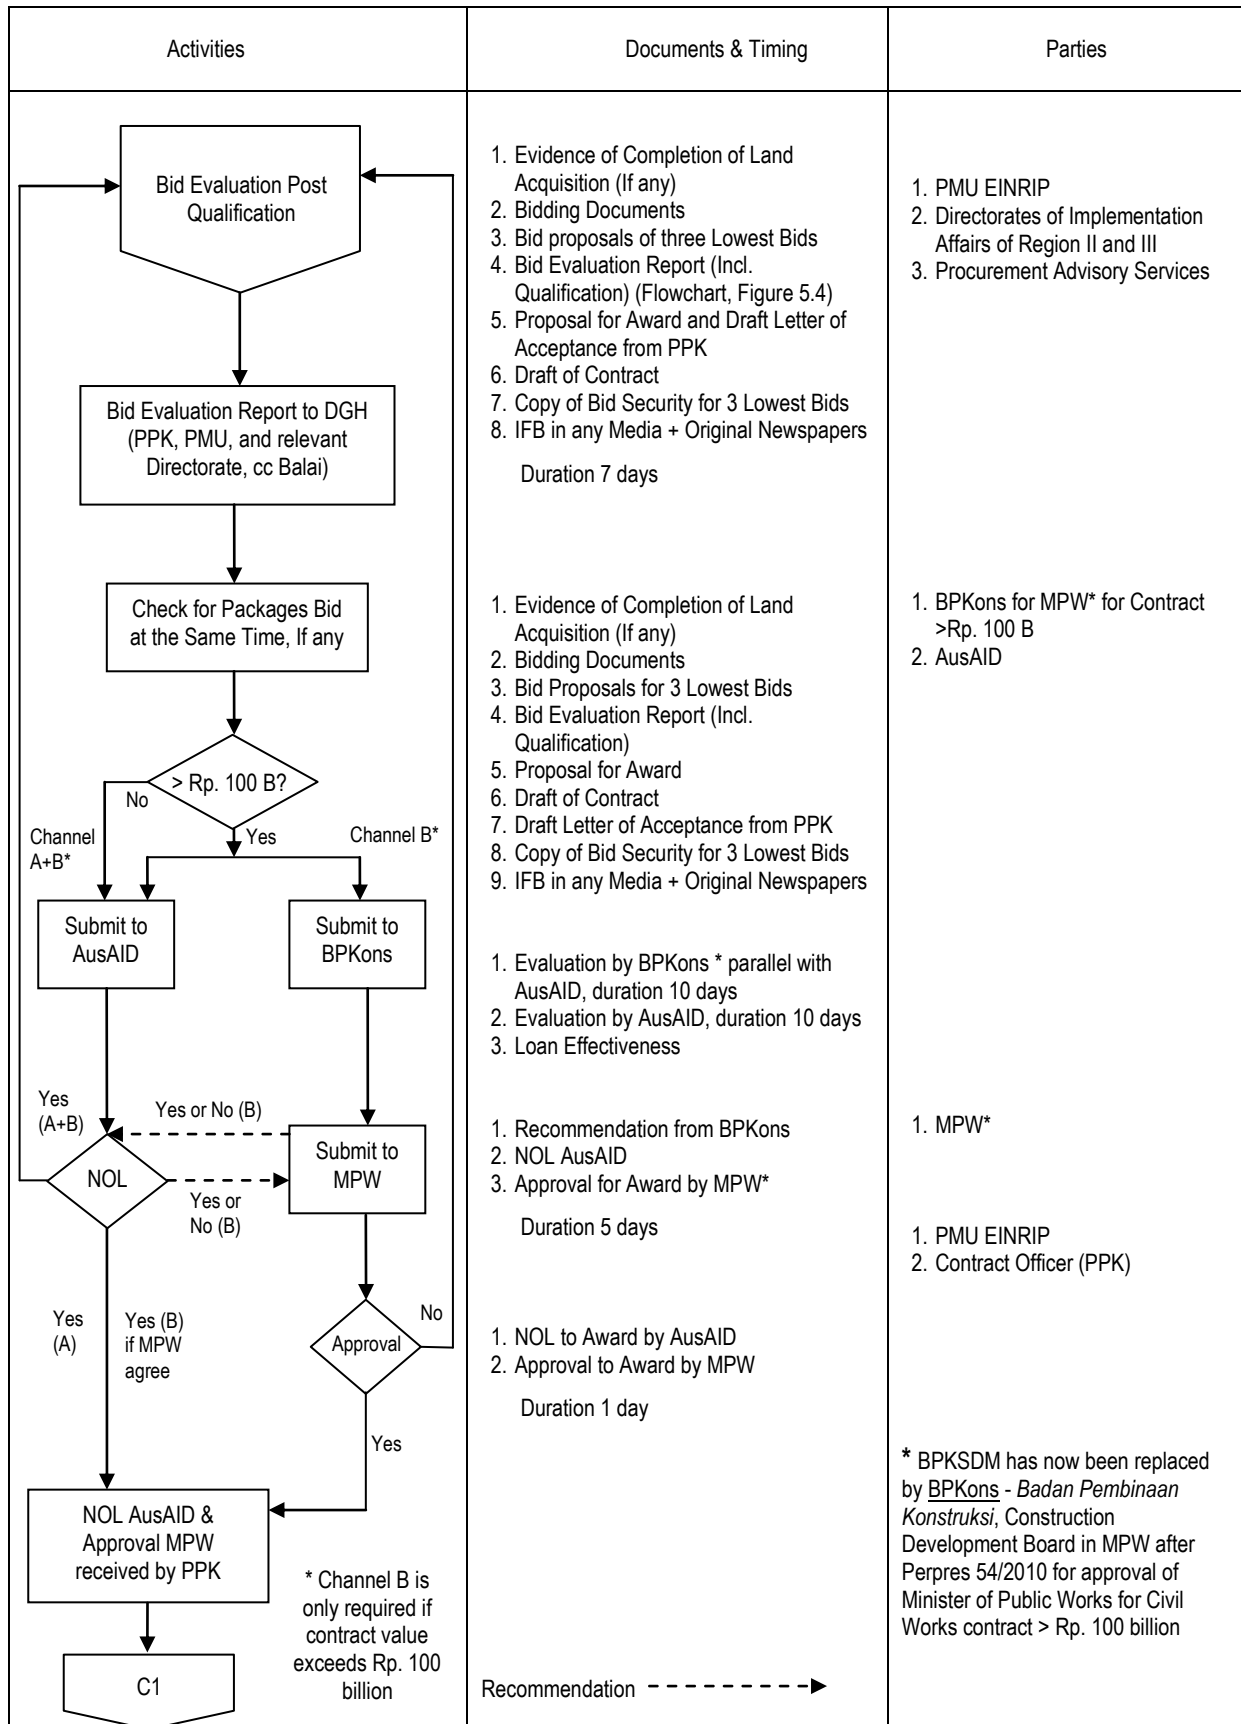 Activities
Documents & Timing
Parties
Bid Evaluation Post
Qualification
1. Evidence of Completion of Land
Acquisition (If any)
2. Bidding Documents
3. Bid proposals of three Lowest Bids
4. Bid Evaluation Report (Incl.
Qualification) (Flowchart, Figure 5.4)
5. Proposal for Award and Draft Letter of
Acceptance from PPK
6. Draft of Contract
7. Copy of Bid Security for 3 Lowest Bids
8. IFB in any Media + Original Newspapers
Duration 7 days
1. PMU EINRIP
2. Directorates of Implementation
Affairs of Region II and III
3. Procurement Advisory Services
Bid Evaluation Report to DGH
(PPK, PMU, and relevant
Directorate, cc Balai)
Check for Packages Bid
at the Same Time, If any
1. Evidence of Completion of Land
Acquisition (If any)
2. Bidding Documents
3. Bid Proposals for 3 Lowest Bids
4. Bid Evaluation Report (Incl.
Qualification)
5. Proposal for Award
6. Draft of Contract
7. Draft Letter of Acceptance from PPK
8. Copy of Bid Security for 3 Lowest Bids
9. IFB in any Media + Original Newspapers
1. BPKons for MPW* for Contract
>Rp. 100 B
2. AusAID
> Rp. 100 B?
No
Yes
Channel
A+B*
Channel B*
Submit to
AusAID
Submit to
BPKons
1. Evaluation by BPKons * parallel with
AusAID, duration 10 days
2. Evaluation by AusAID, duration 10 days
3. Loan Effectiveness
Yes
(A+B)
Yes or No (B)
NOL
Yes or
No (B)
Submit to
MPW
1. Recommendation from BPKons
2. NOL AusAID
3. Approval for Award by MPW*
Duration 5 days
1. MPW*
1. PMU EINRIP
2. Contract Officer (PPK)
Yes
(A)
Yes (B)
if MPW
agree
Approval
No
Yes
1. NOL to Award by AusAID
2. Approval to Award by MPW
Duration 1 day
NOL AusAID &
Approval MPW
received by PPK
* Channel B is
only required if
contract value
exceeds Rp. 100
billion
C1
Recommendation
* BPKSDM has now been replaced
by BPKons - Badan Pembinaan
Konstruksi, Construction
Development Board in MPW after
Perpres 54/2010 for approval of
Minister of Public Works for Civil
Works contract > Rp. 100 billion